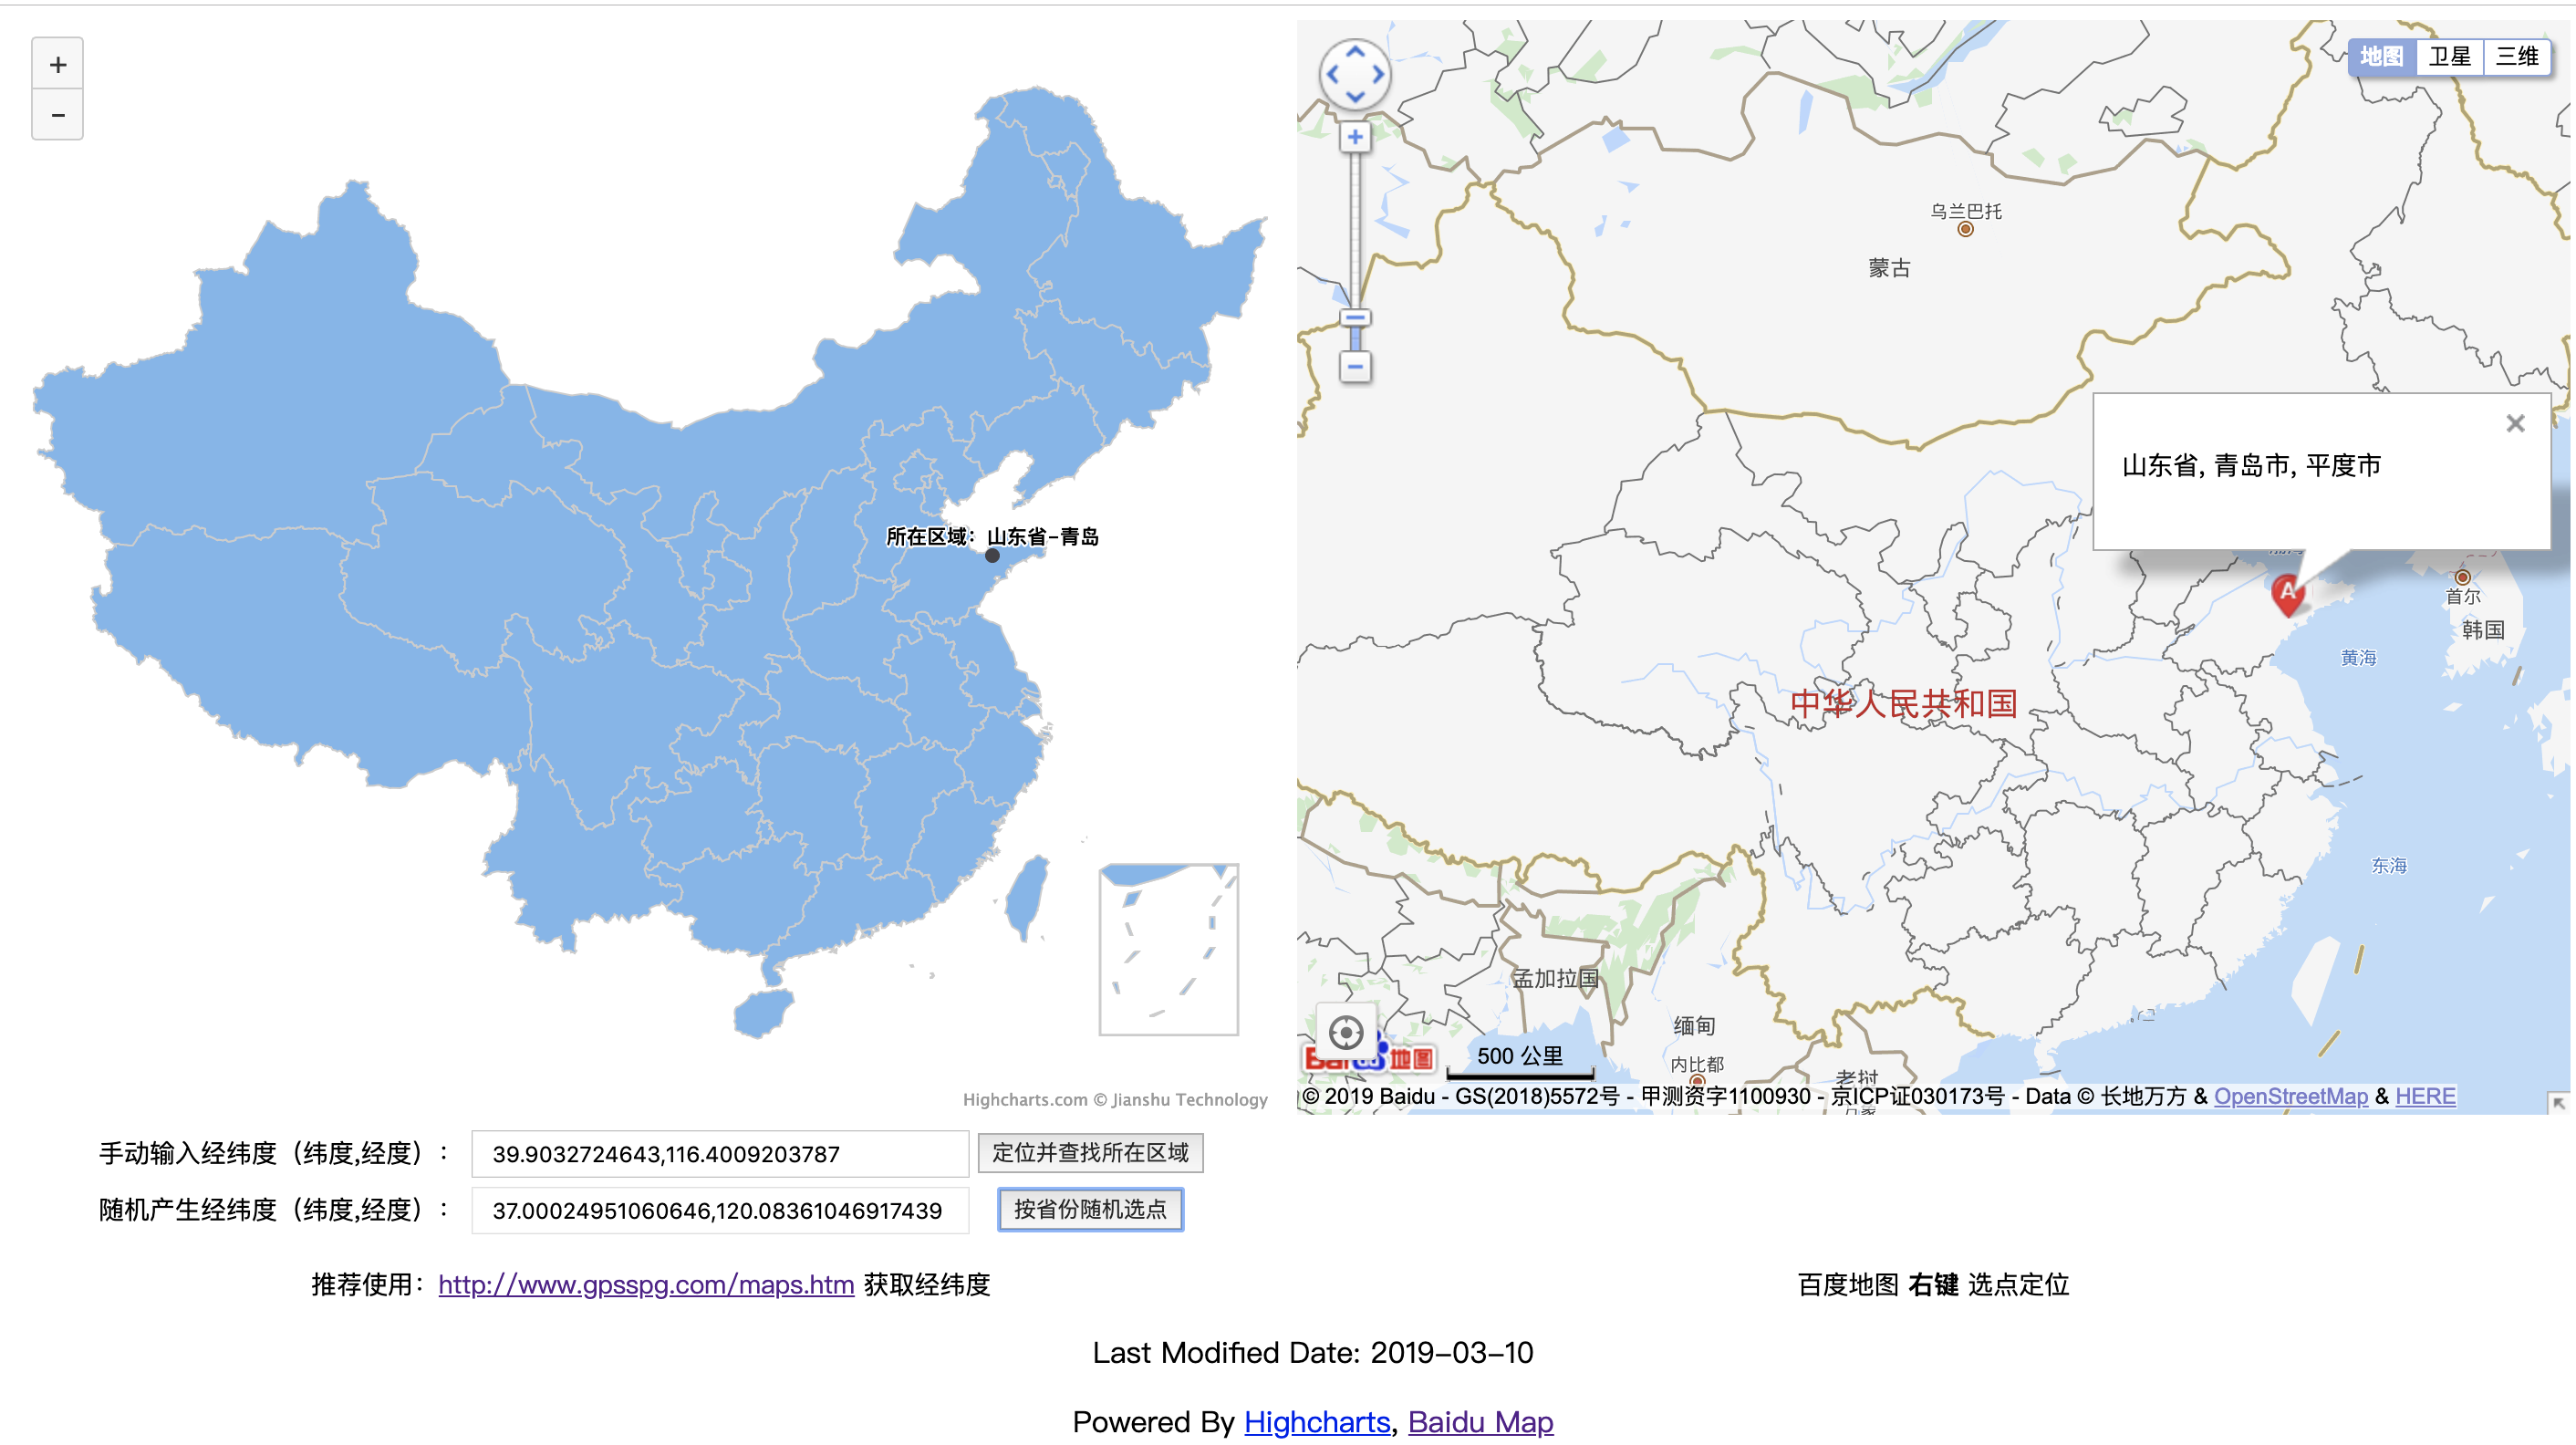 +
−
所在区域：山东省-青岛
Highcharts.com © Jianshu Technology
地图 卫星 三维
乌兰巴托
蒙古
山东省, 青岛市, 平度市
A
首尔
韩国
黄海
中华人民共和国
东海
孟加拉国
缅甸
内比都
Baidu 地图
500 公里
© 2019 Baidu - GS(2018)5572号 - 甲测资字1100930 - 京ICP证030173号 - Data © 长地万方 & OpenStreetMap & HERE
手动输入经纬度（纬度,经度）： 39.9032724643,116.4009203787 定位并查找所在区域
随机产生经纬度（纬度,经度）： 37.00024951060646,120.08361046917439 按省份随机选点
推荐使用：http://www.gpsspg.com/maps.htm 获取经纬度
百度地图 右键 选点定位
Last Modified Date: 2019-03-10
Powered By Highcharts, Baidu Map